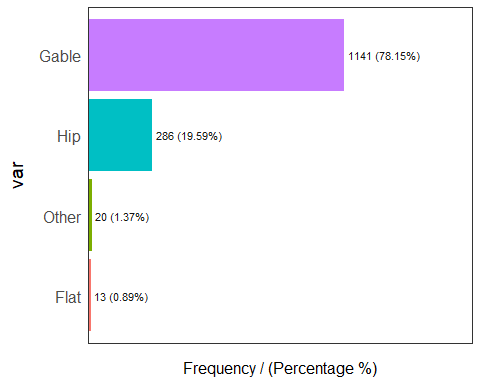 Gable
1141 (78.15%)
Hip
286 (19.59%)
var
Other
20 (1.37%)
Flat
13 (0.89%)
Frequency / (Percentage %)